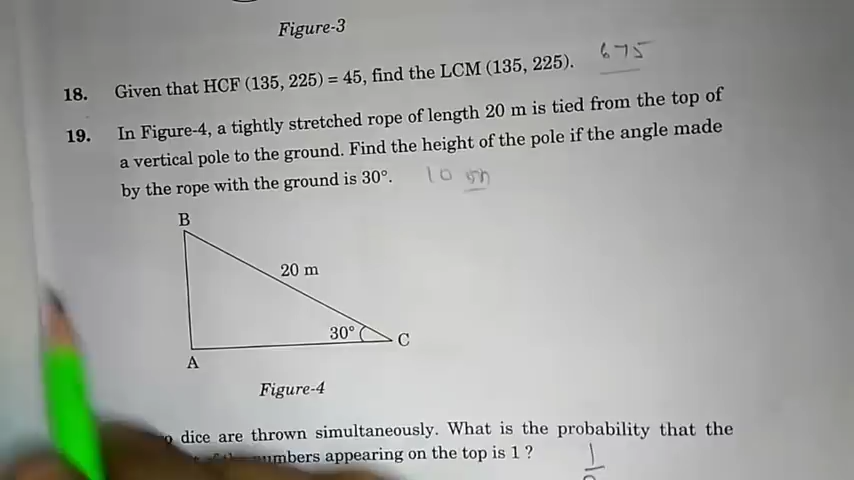 Figure-3
18. Given that HCF (135, 225) = 45, find the LCM (135, 225). 675
19. In Figure-4, a tightly stretched rope of length 20 m is tied from the top of
a vertical pole to the ground. Find the height of the pole if the angle made
by the rope with the ground is 30°. 10 m
B
20 m
30°
C
A
Figure-4
dice are thrown simultaneously. What is the probability that the
numbers appearing on the top is 1 ?
1